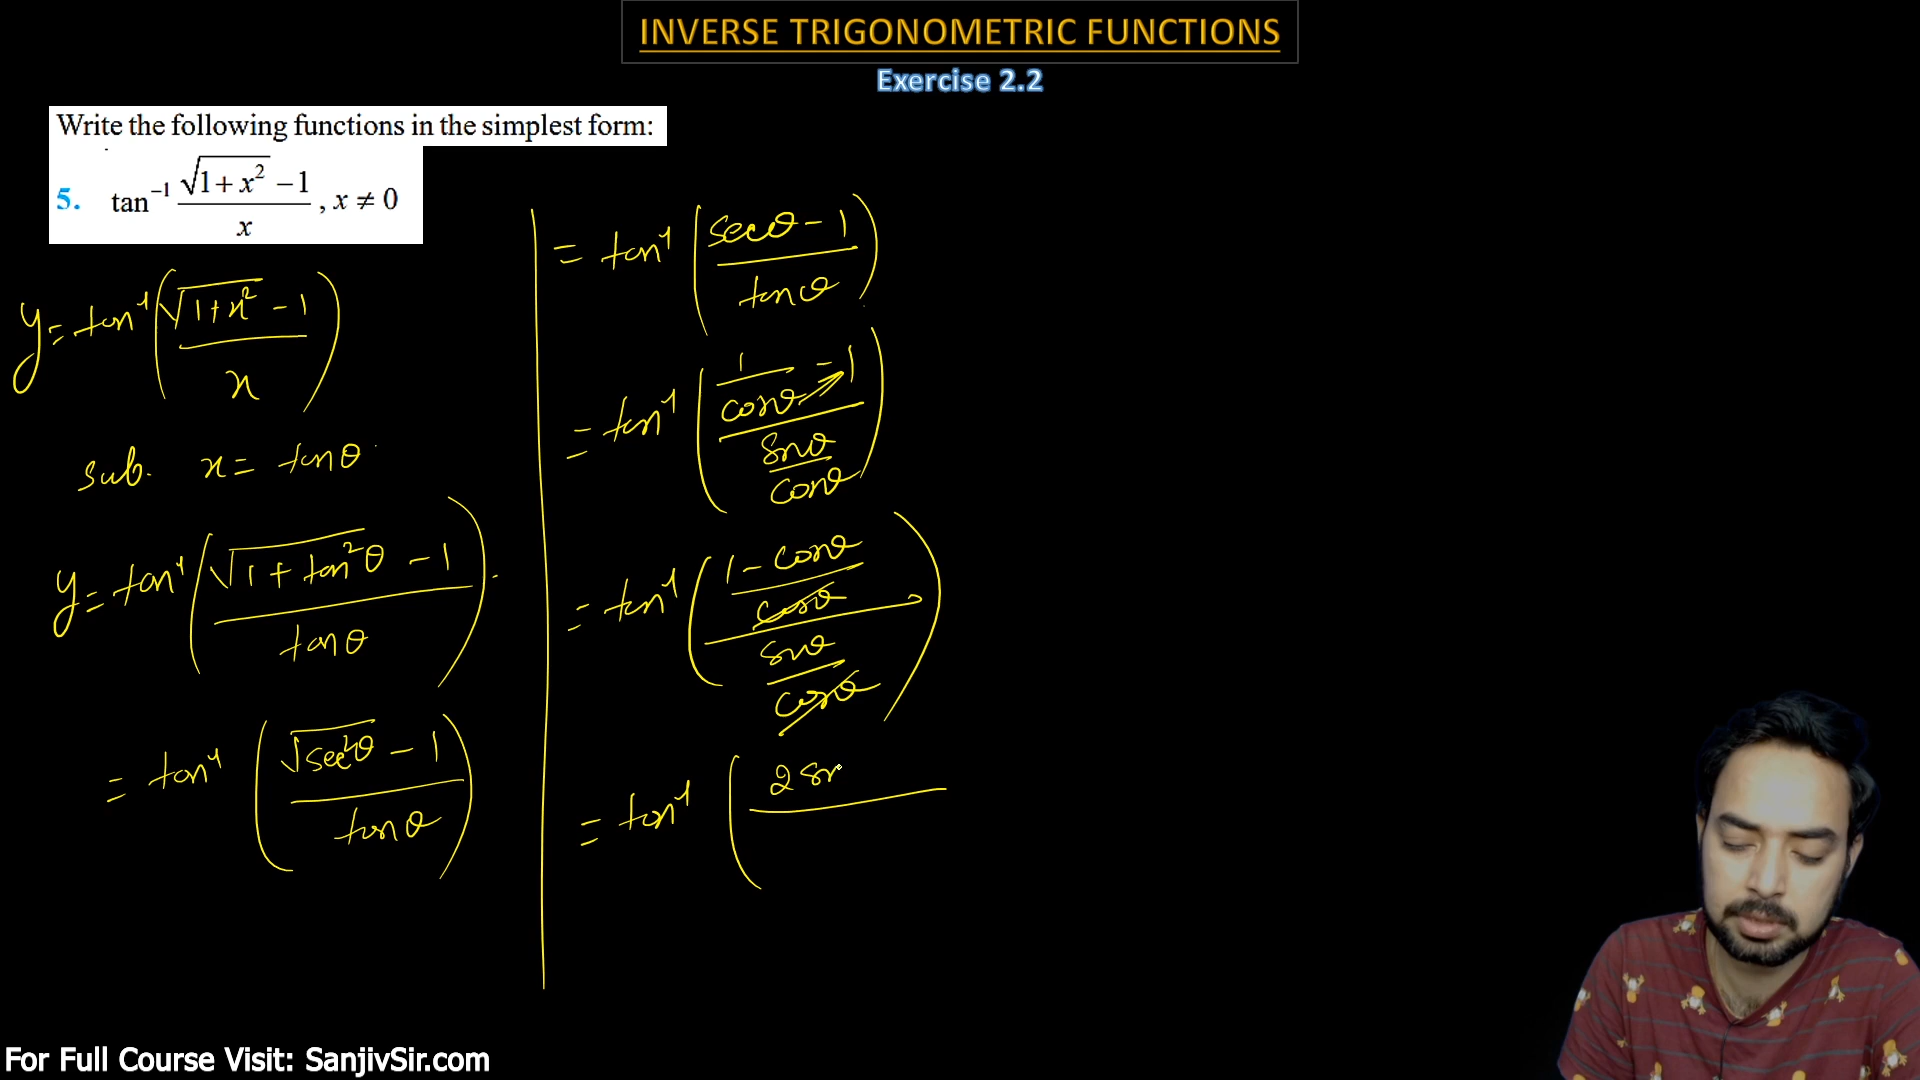 INVERSE TRIGONOMETRIC FUNCTIONS
Exercise 2.2
Write the following functions in the simplest form:
5. tan⁻¹ (√(1+x²) − 1)/x , x ≠ 0
y = tan⁻¹ ((√(1+x²) − 1)/x)
sub. x = tanθ
y = tan⁻¹ ((√(1 + tan²θ) − 1)/tanθ)
= tan⁻¹ ((√sec²θ − 1)/tanθ)
= tan⁻¹ ((secθ − 1)/tanθ)
= tan⁻¹ ((1/cosθ − 1)/(sinθ/cosθ))
= tan⁻¹ (((1 − cosθ)/cosθ)/(sinθ/cosθ))
= tan⁻¹ (2 si
For Full Course Visit: SanjivSir.com